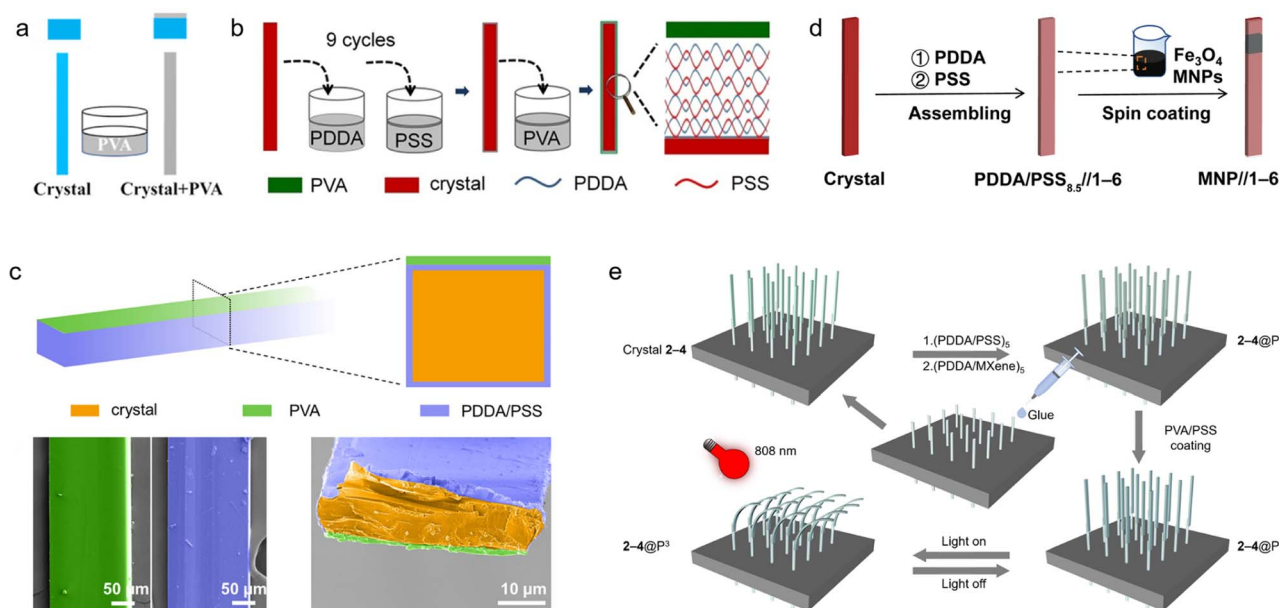 a
PVA
Crystal
Crystal+PVA
b
9 cycles
PDDA
PSS
PVA
PVA
crystal
PDDA
PSS
d
① PDDA
② PSS
Assembling
Fe₃O₄
MNPs
Spin coating
Crystal
PDDA/PSS₈.₅//1–6
MNP//1–6
c
crystal
PVA
PDDA/PSS
50 μm
50 μm
10 μm
e
Crystal 2–4
1.(PDDA/PSS)₅
2.(PDDA/MXene)₅
2–4@P
Glue
808 nm
PVA/PSS
coating
2–4@P³
Light on
Light off
2–4@P